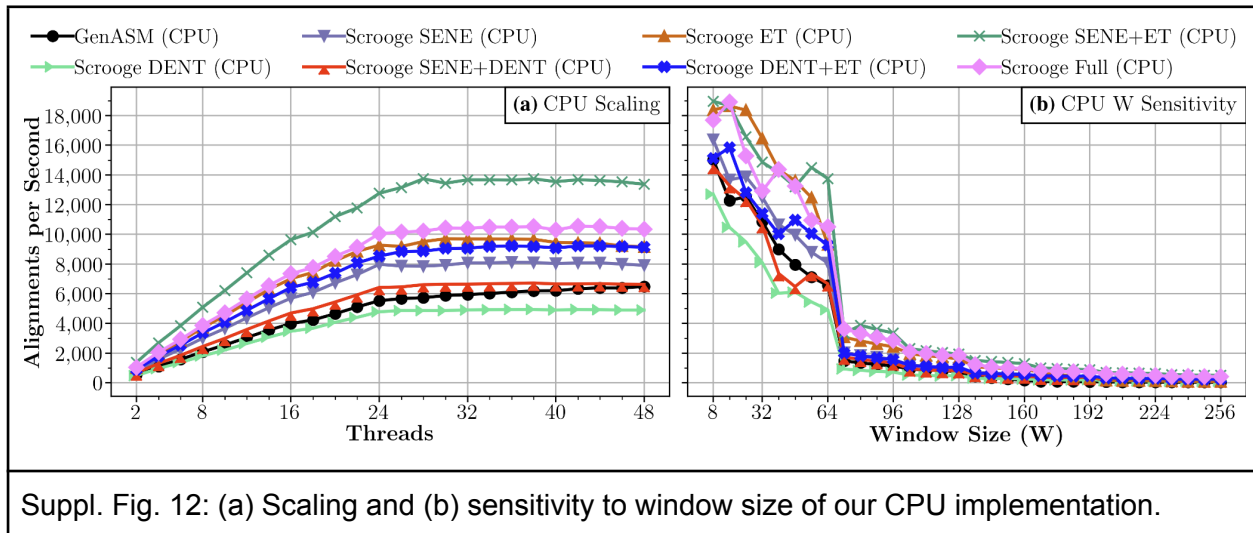 GenASM (CPU) Scrooge SENE (CPU) Scrooge ET (CPU) Scrooge SENE+ET (CPU)
Scrooge DENT (CPU) Scrooge SENE+DENT (CPU) Scrooge DENT+ET (CPU) Scrooge Full (CPU)
(a) CPU Scaling
(b) CPU W Sensitivity
Alignments per Second
18,000
16,000
14,000
12,000
10,000
8,000
6,000
4,000
2,000
0
2 8 16 24 32 40 48
8 32 64 96 128 160 192 224 256
Threads
Window Size (W)
Suppl. Fig. 12: (a) Scaling and (b) sensitivity to window size of our CPU implementation.